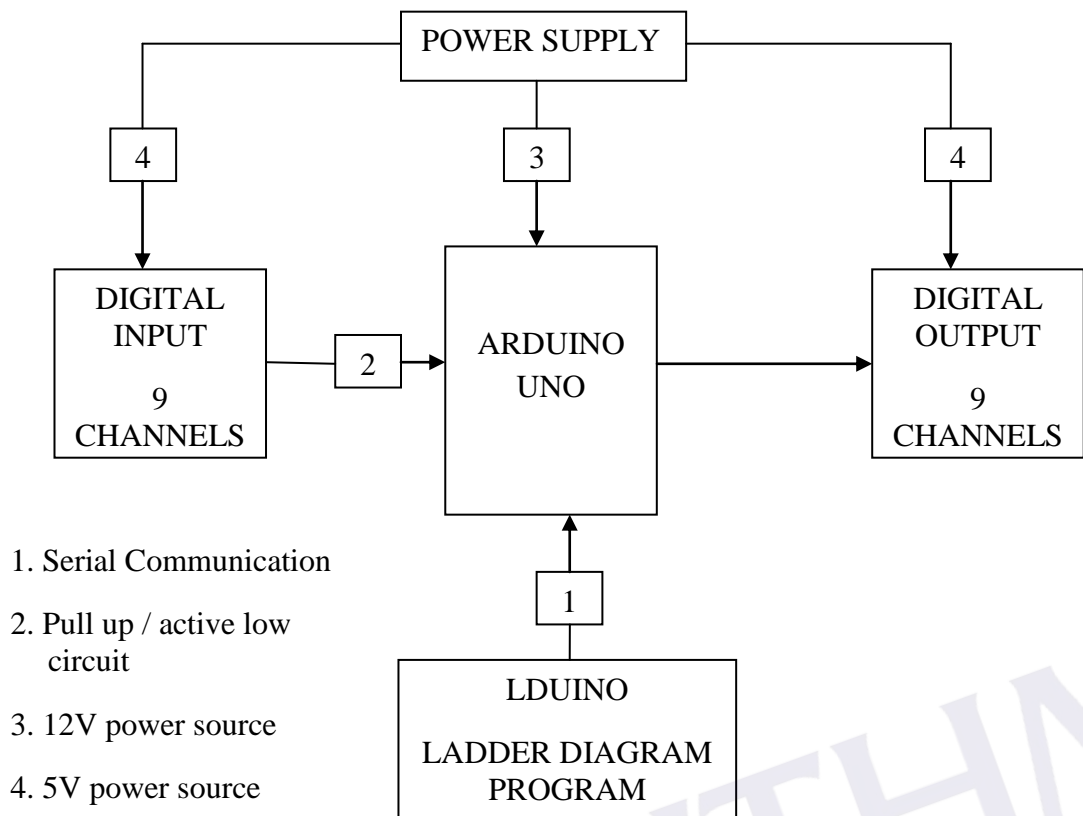 POWER SUPPLY
4
3
4
DIGITAL
INPUT
9
CHANNELS
2
ARDUINO
UNO
DIGITAL
OUTPUT
9
CHANNELS
1. Serial Communication
2. Pull up / active low
circuit
3. 12V power source
4. 5V power source
1
LDUINO
LADDER DIAGRAM
PROGRAM